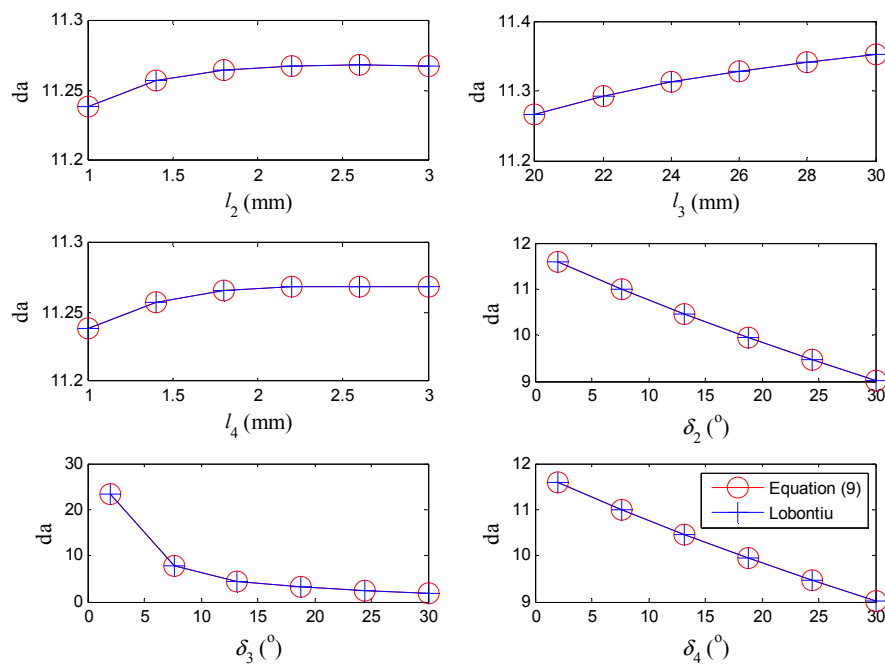 11.3
11.25
11.2
da
1 1.5 2 2.5 3
l2 (mm)
11.4
11.3
11.2
da
20 22 24 26 28 30
l3 (mm)
11.3
11.25
11.2
da
1 1.5 2 2.5 3
l4 (mm)
12
11
10
9
da
0 5 10 15 20 25 30
δ2 (o)
30
20
10
0
da
0 5 10 15 20 25 30
δ3 (o)
12
11
10
9
da
Equation (9)
Lobontiu
0 5 10 15 20 25 30
δ4 (o)